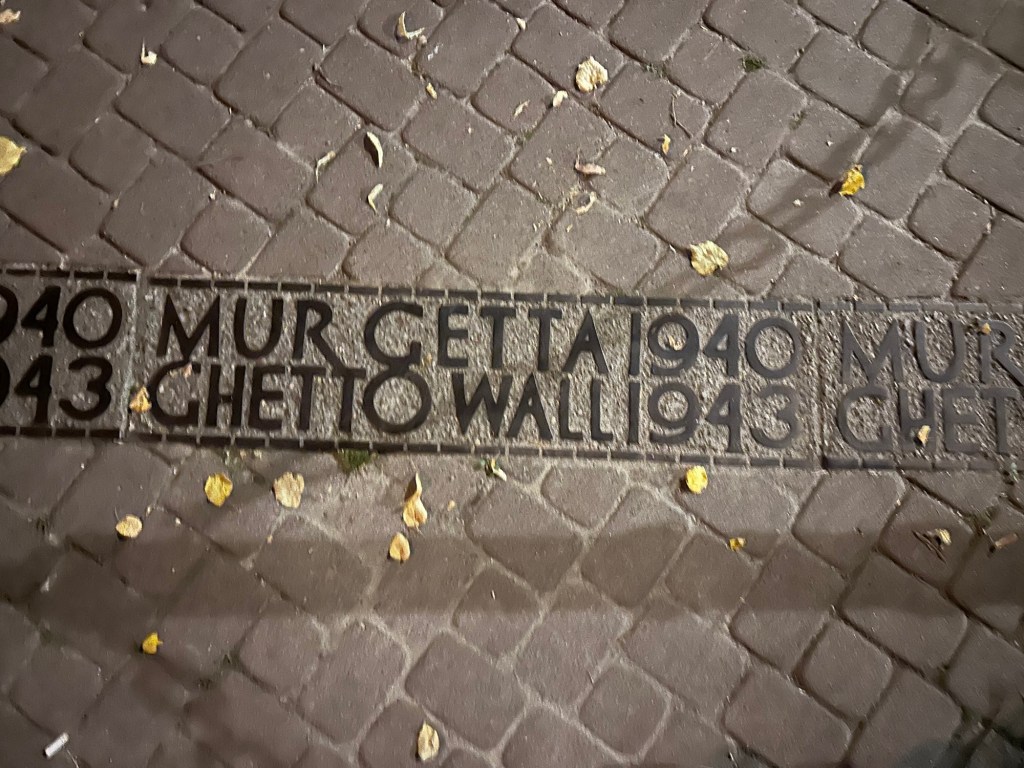 940 MUR GETTA 1940 MUR
943 GHETTO WALL 1943 GHET